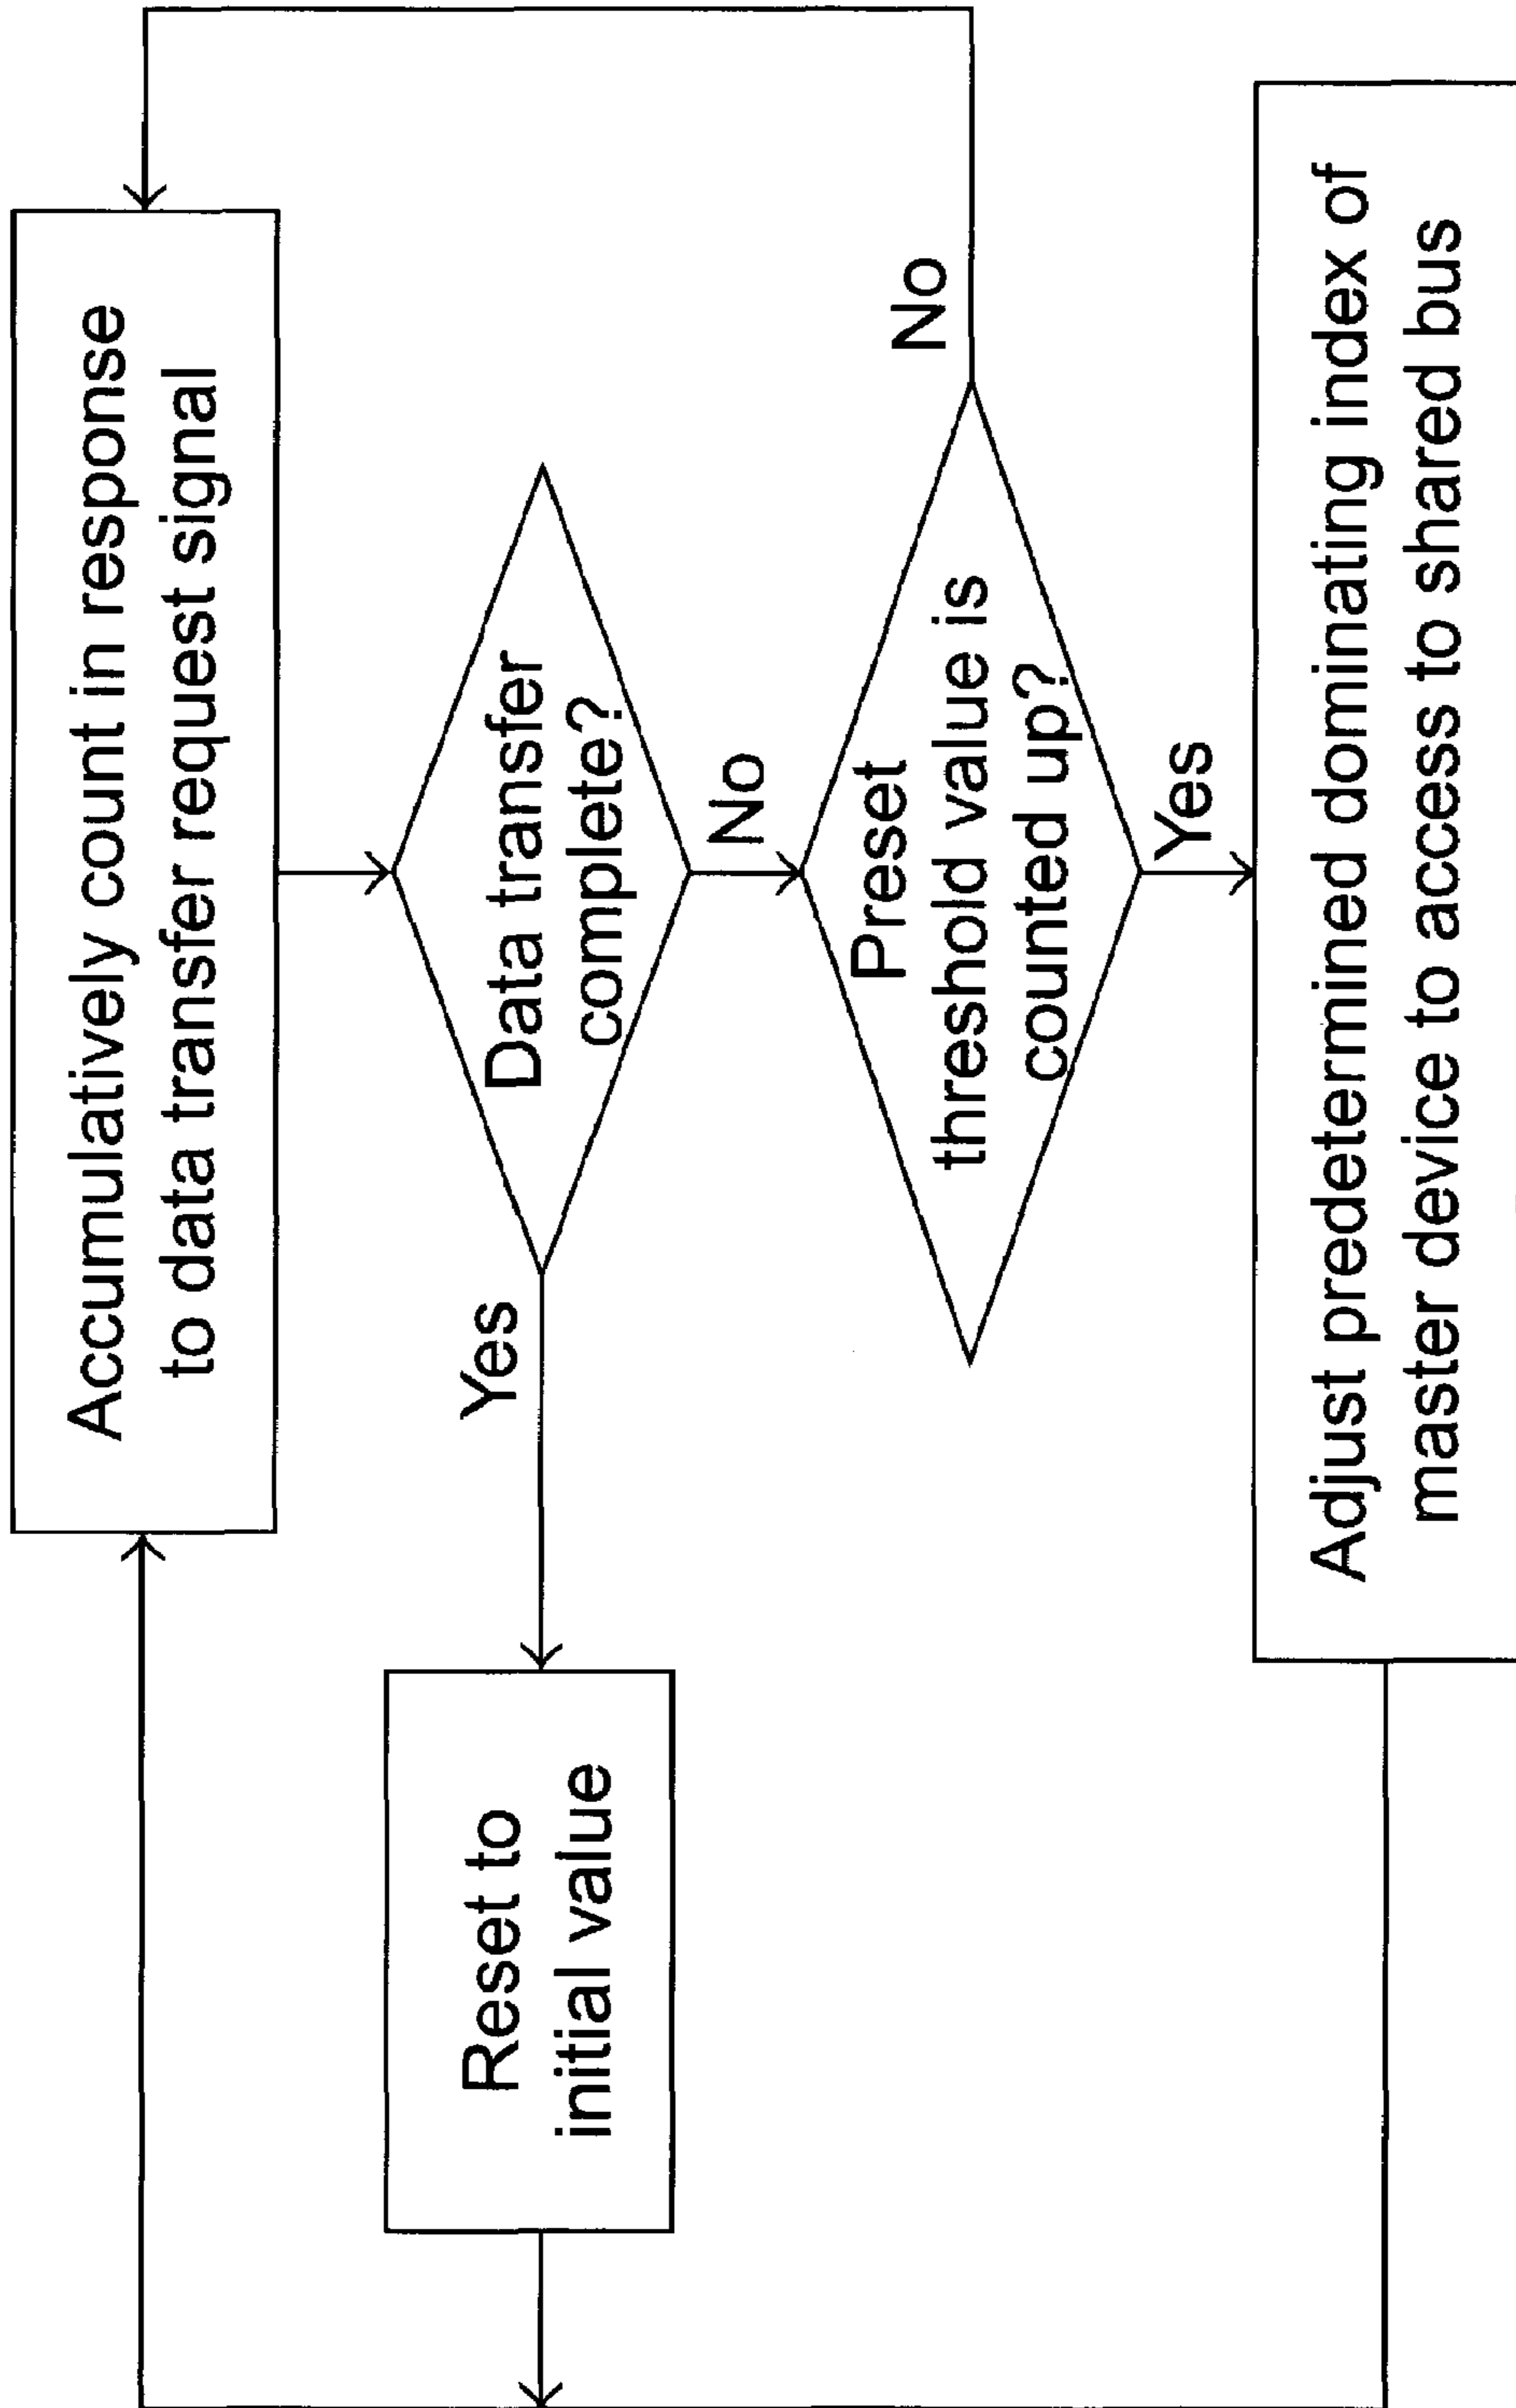 Accumulatively count in response
to data transfer request signal
Data transfer
complete?
Yes
Reset to
initial value
No
Preset
threshold value is
counted up?
No
Yes
Adjust predetermined dominating index of
master device to access to shared bus